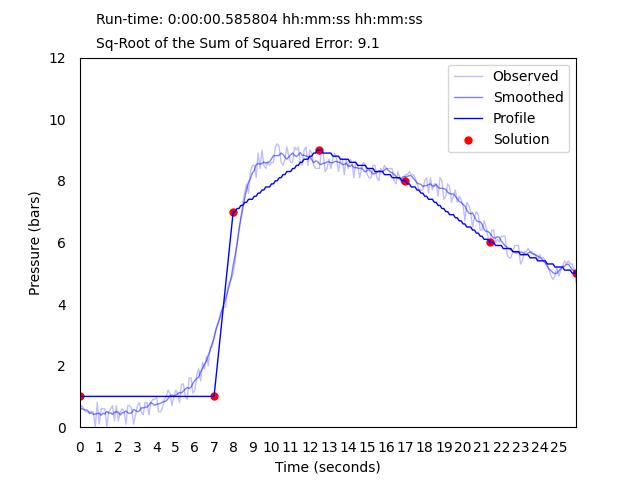 Run-time: 0:00:00.585804 hh:mm:ss hh:mm:ss
Sq-Root of the Sum of Squared Error: 9.1
12
10
8
6
4
2
0
Pressure (bars)
Observed
Smoothed
Profile
Solution
0 1 2 3 4 5 6 7 8 9 10 11 12 13 14 15 16 17 18 19 20 21 22 23 24 25
Time (seconds)